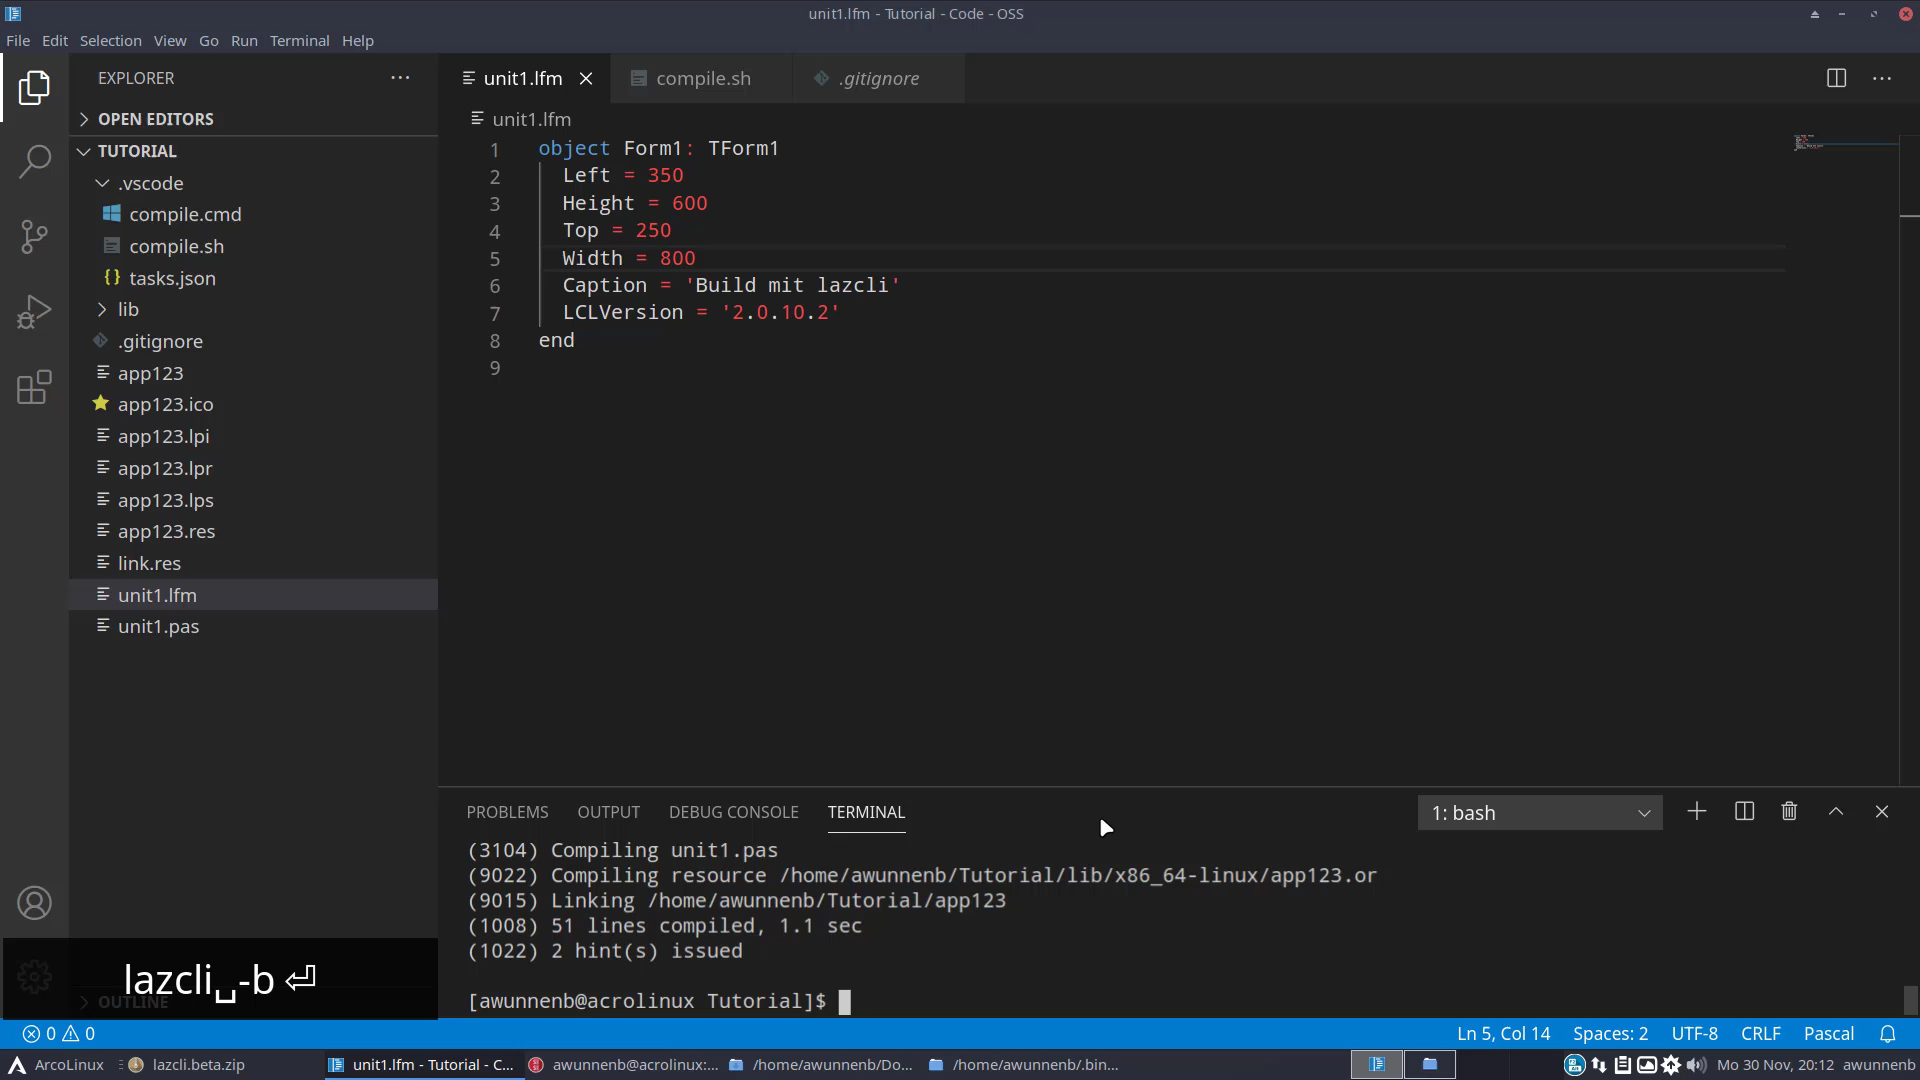 unit1.lfm - Tutorial - Code - OSS
File Edit Selection View Go Run Terminal Help
EXPLORER
OPEN EDITORS
TUTORIAL
.vscode
compile.cmd
compile.sh
tasks.json
lib
.gitignore
app123
app123.ico
app123.lpi
app123.lpr
app123.lps
app123.res
link.res
unit1.lfm
unit1.pas
OUTLINE
lazcli␣-b ⏎
unit1.lfm compile.sh .gitignore
unit1.lfm
1 object Form1: TForm1
2 Left = 350
3 Height = 600
4 Top = 250
5 Width = 800
6 Caption = 'Build mit lazcli'
7 LCLVersion = '2.0.10.2'
8 end
9
PROBLEMS OUTPUT DEBUG CONSOLE TERMINAL 1: bash
(3104) Compiling unit1.pas
(9022) Compiling resource /home/awunnenb/Tutorial/lib/x86_64-linux/app123.or
(9015) Linking /home/awunnenb/Tutorial/app123
(1008) 51 lines compiled, 1.1 sec
(1022) 2 hint(s) issued
[awunnenb@acrolinux Tutorial]$
0 0 Ln 5, Col 14 Spaces: 2 UTF-8 CRLF Pascal
ArcoLinux lazcli.beta.zip unit1.lfm - Tutorial - C... awunnenb@acrolinux:... /home/awunnenb/Do... /home/awunnenb/.bin... Mo 30 Nov, 20:12 awunnenb